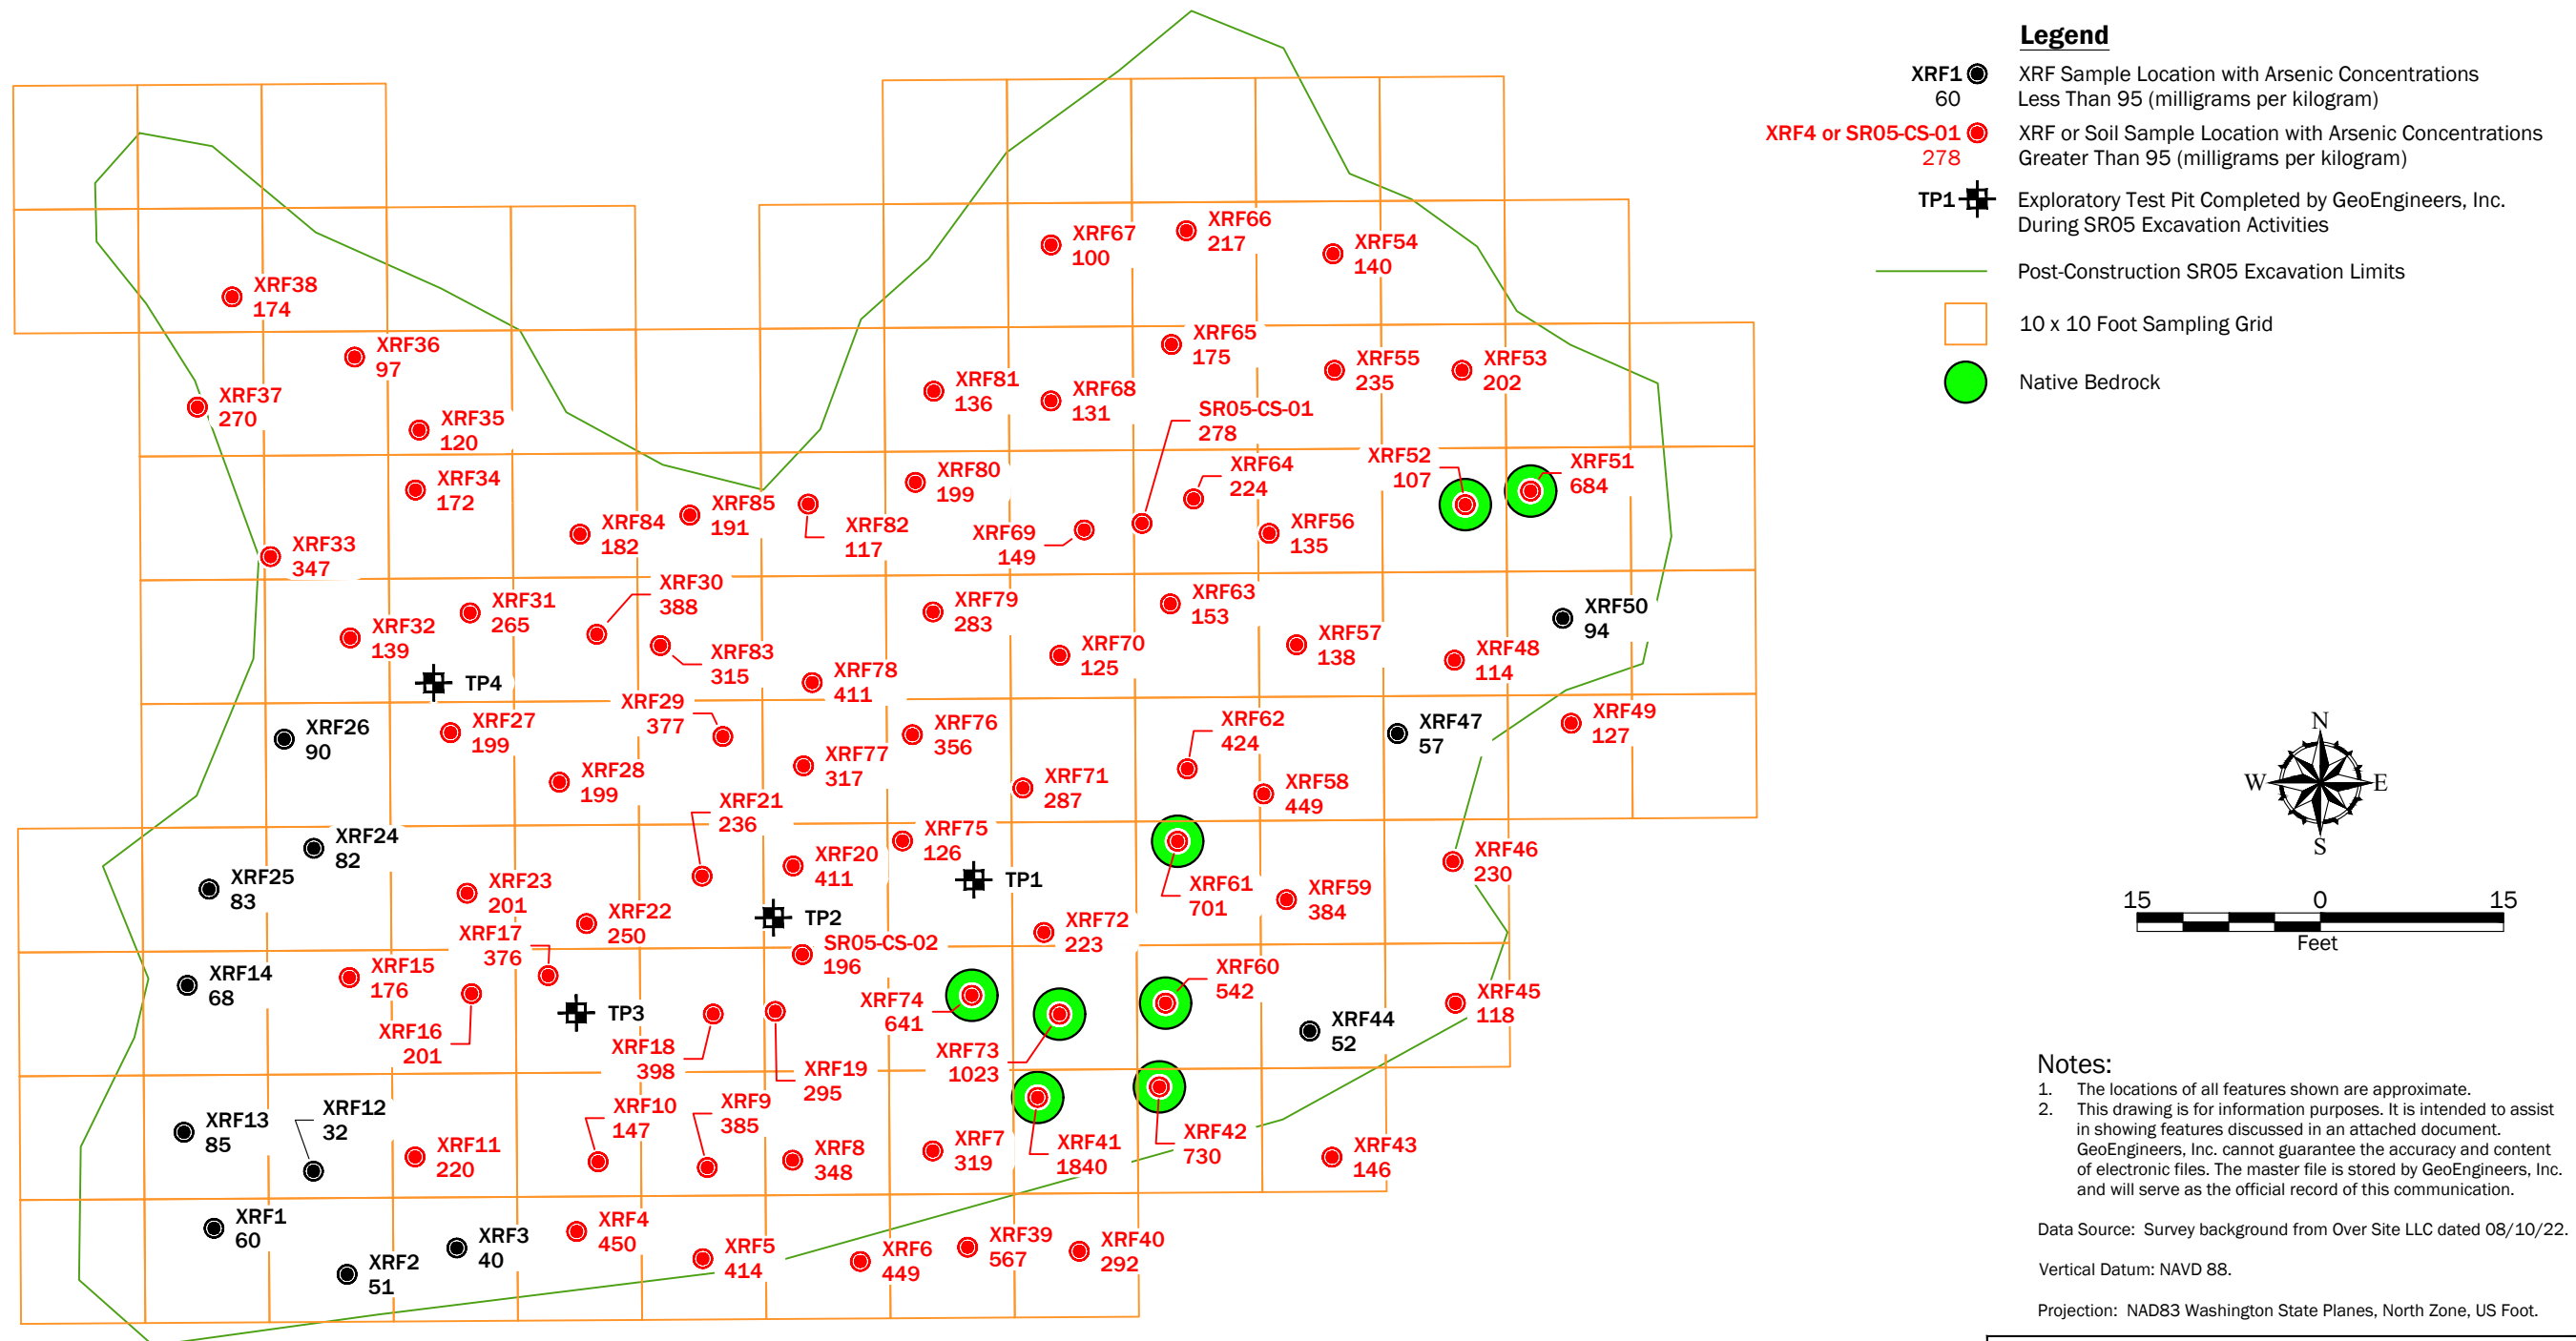 Legend
XRF1
60
XRF Sample Location with Arsenic Concentrations
Less Than 95 (milligrams per kilogram)
XRF4 or SR05-CS-01
278
XRF or Soil Sample Location with Arsenic Concentrations
Greater Than 95 (milligrams per kilogram)
TP1
Exploratory Test Pit Completed by GeoEngineers, Inc.
During SR05 Excavation Activities
Post-Construction SR05 Excavation Limits
10 x 10 Foot Sampling Grid
Native Bedrock
XRF67
100
XRF66
217
XRF54
140
XRF38
174
XRF36
97
XRF65
175
XRF55
235
XRF53
202
XRF37
270
XRF35
120
XRF81
136
XRF68
131
SR05-CS-01
278
XRF34
172
XRF80
199
XRF64
224
XRF52
107
XRF51
684
XRF33
347
XRF84
182
XRF85
191
XRF82
117
XRF69
149
XRF56
135
XRF30
388
XRF31
265
XRF32
139
XRF83
315
XRF79
283
XRF63
153
XRF50
94
XRF70
125
XRF57
138
XRF48
114
TP4
XRF78
411
XRF29
377
XRF26
90
XRF27
199
XRF76
356
XRF62
424
XRF47
57
XRF49
127
XRF28
199
XRF77
317
XRF71
287
XRF58
449
XRF21
236
XRF24
82
XRF75
126
XRF20
411
XRF25
83
XRF23
201
TP1
XRF61
701
XRF59
384
XRF46
230
XRF22
250
TP2
XRF72
223
XRF17
376
SR05-CS-02
196
XRF14
68
XRF15
176
XRF60
542
XRF74
641
XRF45
118
XRF16
201
TP3
XRF44
52
XRF18
398
XRF73
1023
XRF19
295
XRF13
85
XRF12
32
XRF10
147
XRF9
385
XRF11
220
XRF8
348
XRF7
319
XRF41
1840
XRF42
730
XRF43
146
XRF1
60
XRF2
51
XRF3
40
XRF4
450
XRF5
414
XRF6
449
XRF39
567
XRF40
292
N
W
E
S
15
0
15
Feet
Notes:
1. The locations of all features shown are approximate.
2. This drawing is for information purposes. It is intended to assist
in showing features discussed in an attached document.
GeoEngineers, Inc. cannot guarantee the accuracy and content
of electronic files. The master file is stored by GeoEngineers, Inc.
and will serve as the official record of this communication.
Data Source: Survey background from Over Site LLC dated 08/10/22.
Vertical Datum: NAVD 88.
Projection: NAD83 Washington State Planes, North Zone, US Foot.